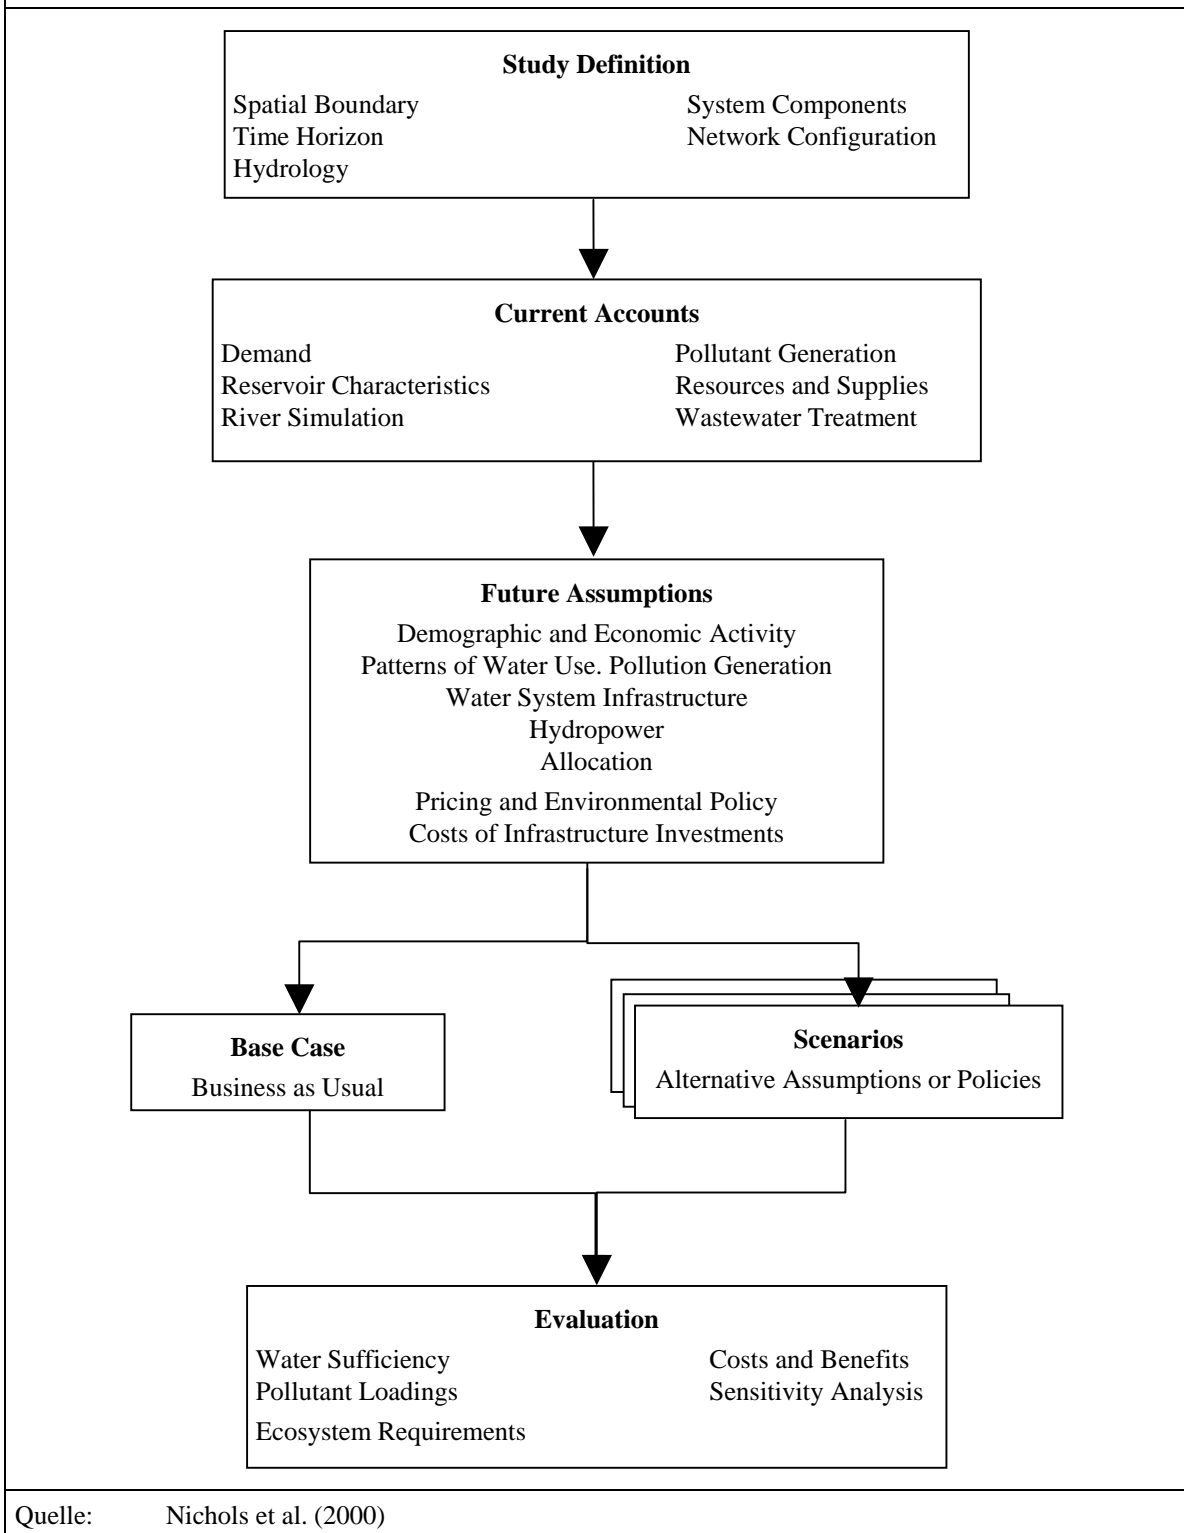 Study Definition
Spatial Boundary
Time Horizon
Hydrology
System Components
Network Configuration
Current Accounts
Demand
Reservoir Characteristics
River Simulation
Pollutant Generation
Resources and Supplies
Wastewater Treatment
Future Assumptions
Demographic and Economic Activity
Patterns of Water Use. Pollution Generation
Water System Infrastructure
Hydropower
Allocation
Pricing and Environmental Policy
Costs of Infrastructure Investments
Base Case
Business as Usual
Scenarios
Alternative Assumptions or Policies
Evaluation
Water Sufficiency
Pollutant Loadings
Ecosystem Requirements
Costs and Benefits
Sensitivity Analysis
Quelle: Nichols et al. (2000)